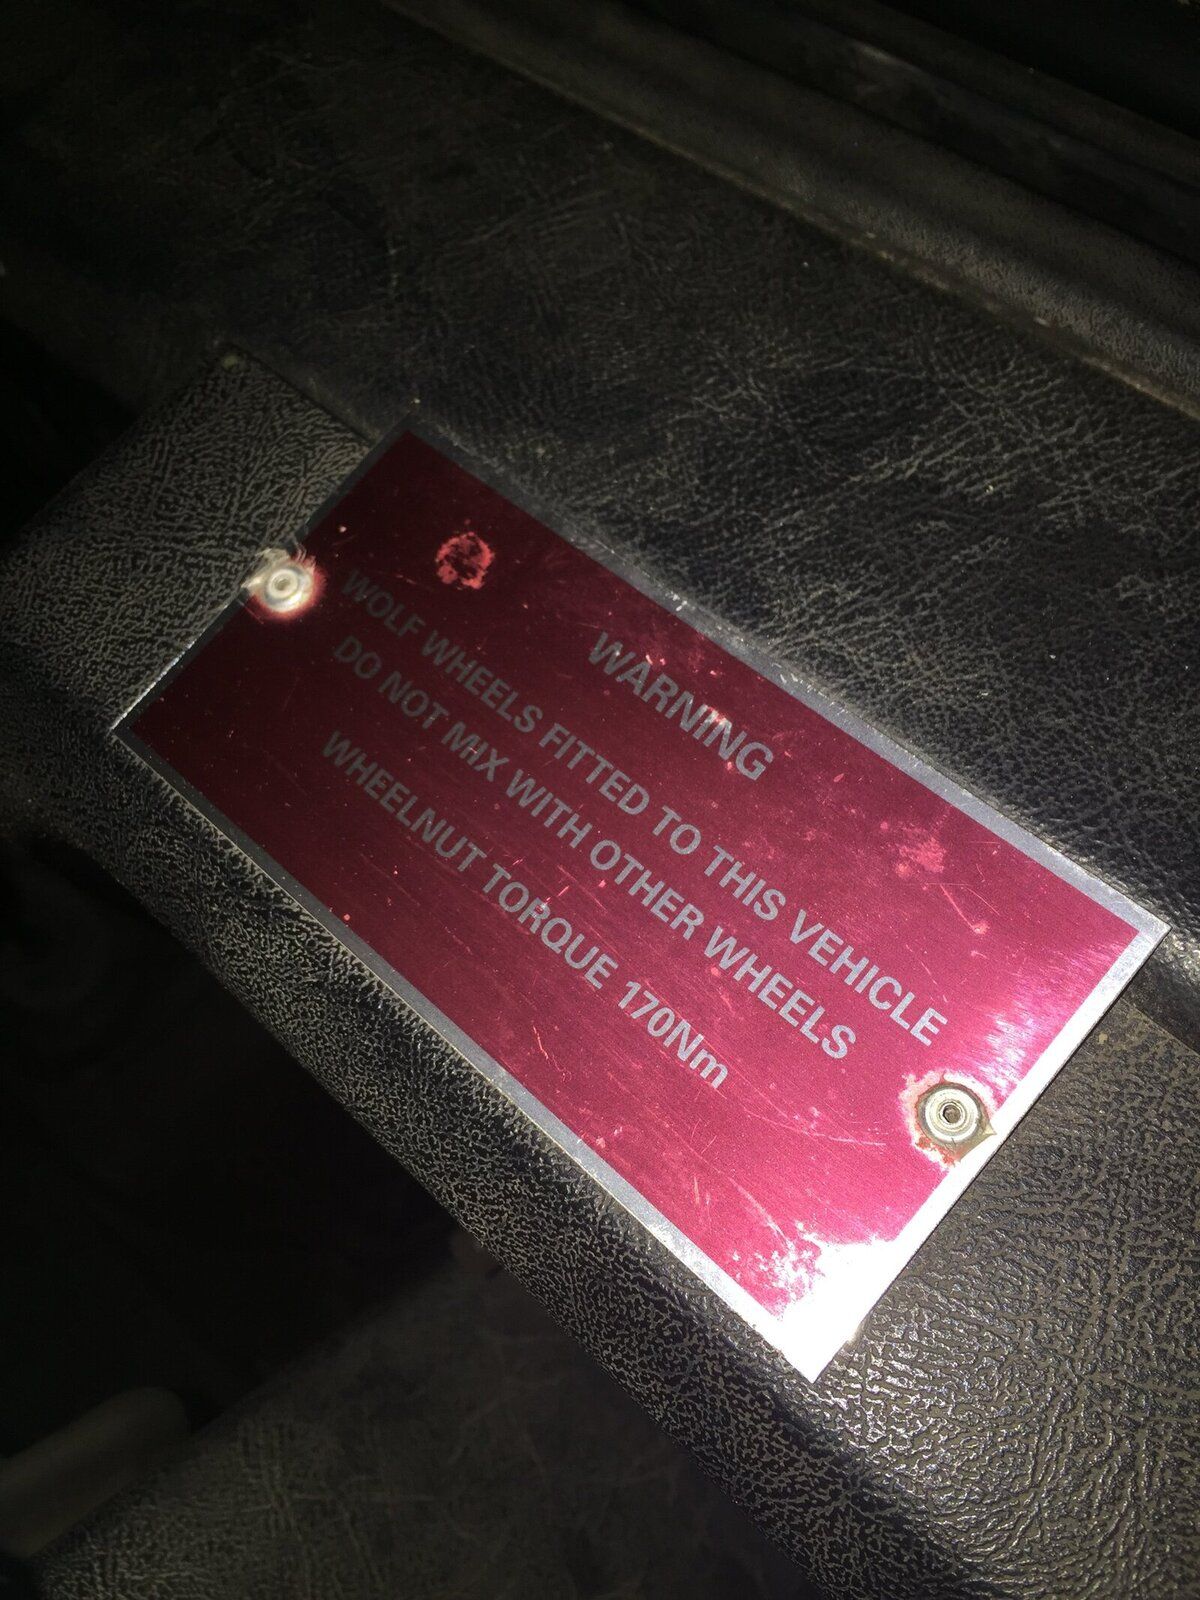 WARNING
WOLF WHEELS FITTED TO THIS VEHICLE
DO NOT MIX WITH OTHER WHEELS
WHEELNUT TORQUE 170Nm